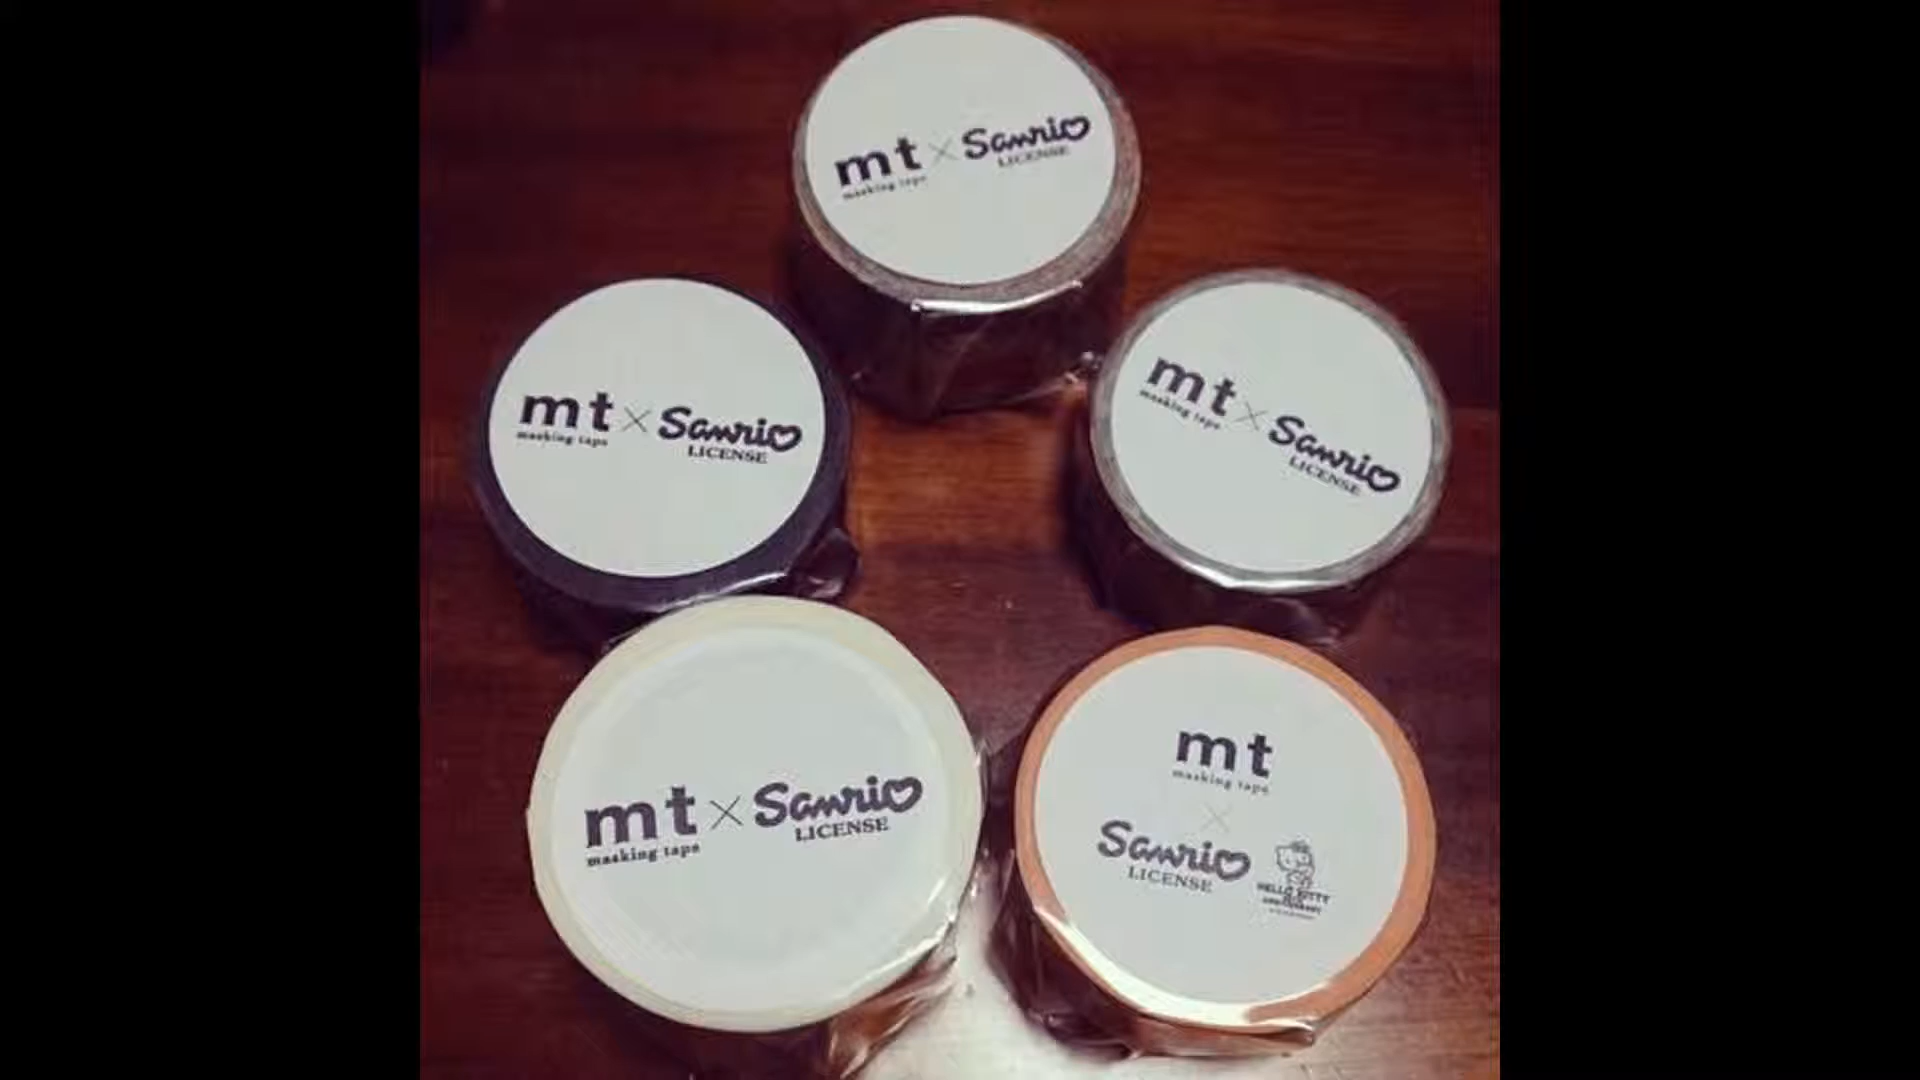 mt × Sanrio
masking tape LICENSE
mt × Sanrio
masking tape LICENSE
mt × Sanrio
masking tape LICENSE
mt × Sanrio
masking tape LICENSE
mt
masking tape
×
Sanrio
LICENSE
HELLO KITTY